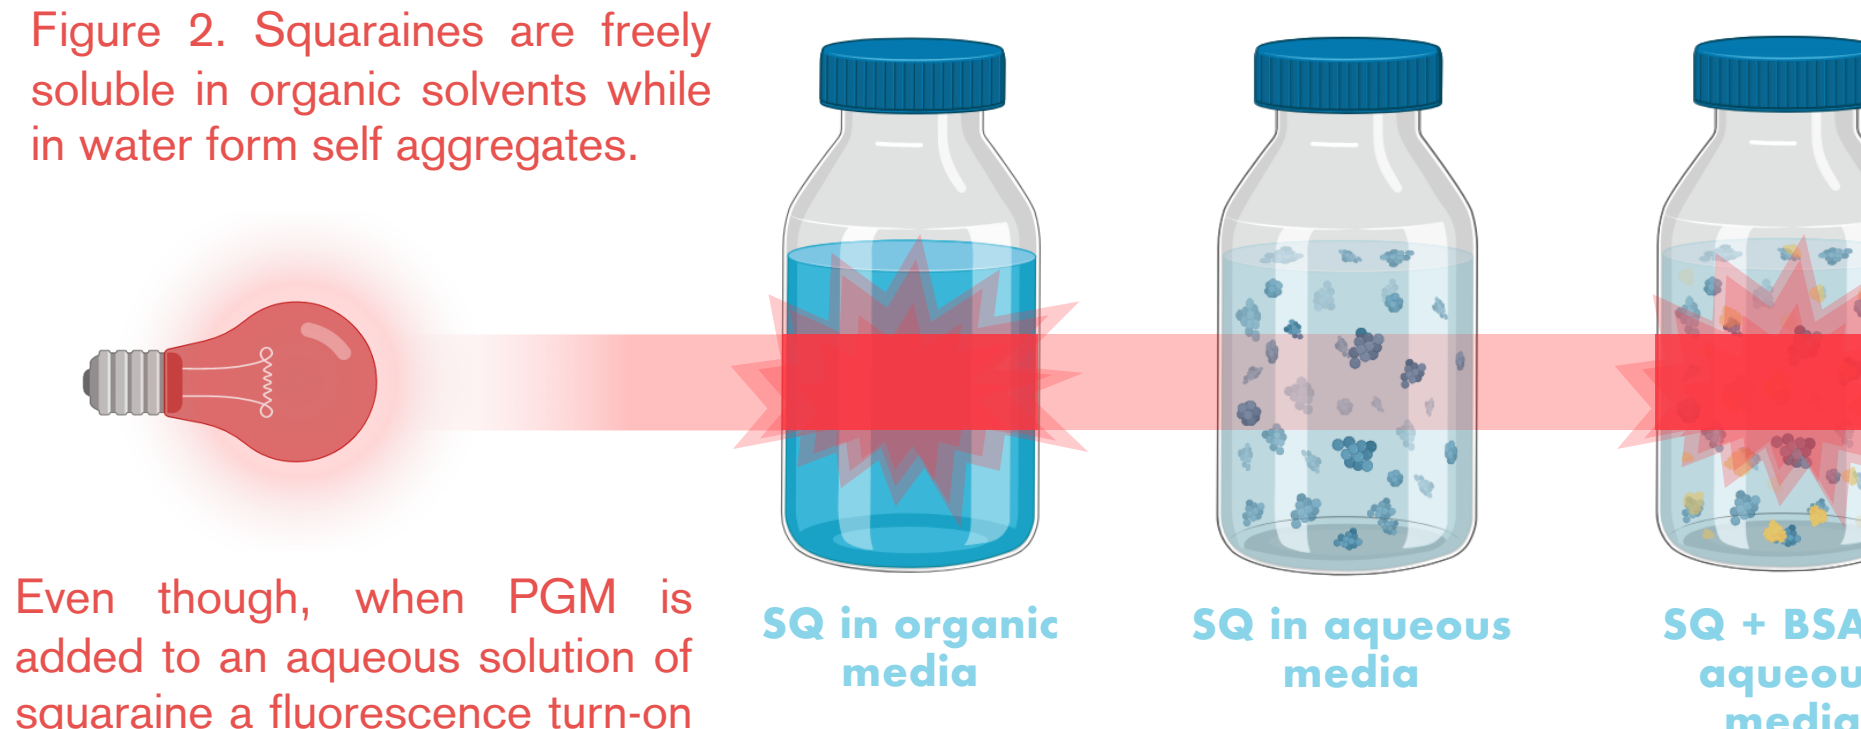 Figure 2. Squaraines are freely
soluble in organic solvents while
in water form self aggregates.
Even though, when PGM is
added to an aqueous solution of
squaraine a fluorescence turn-on
SQ in organic
media
SQ in aqueous
media
SQ + BSA
aqueou
media